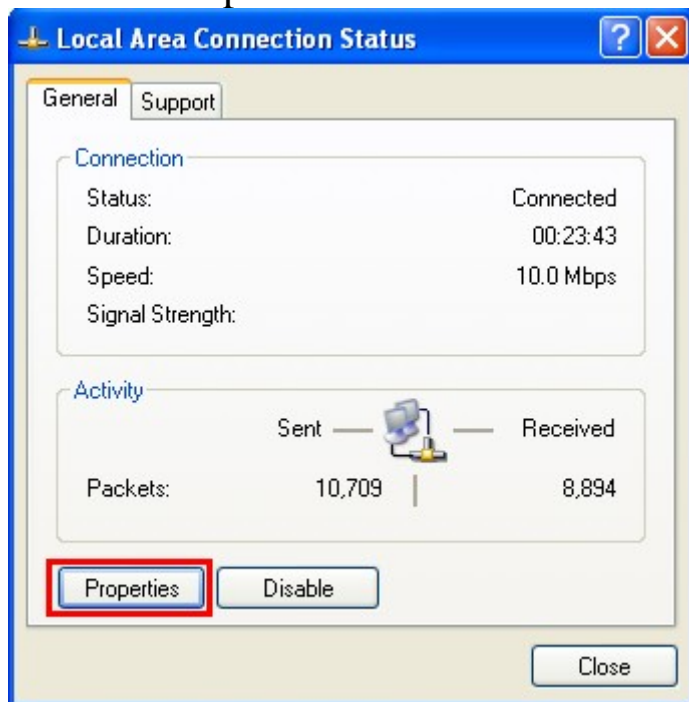 Local Area Connection Status
General Support
Connection
Status: Connected
Duration: 00:23:43
Speed: 10.0 Mbps
Signal Strength:
Activity
Sent Received
Packets: 10,709 8,894
Properties Disable
Close